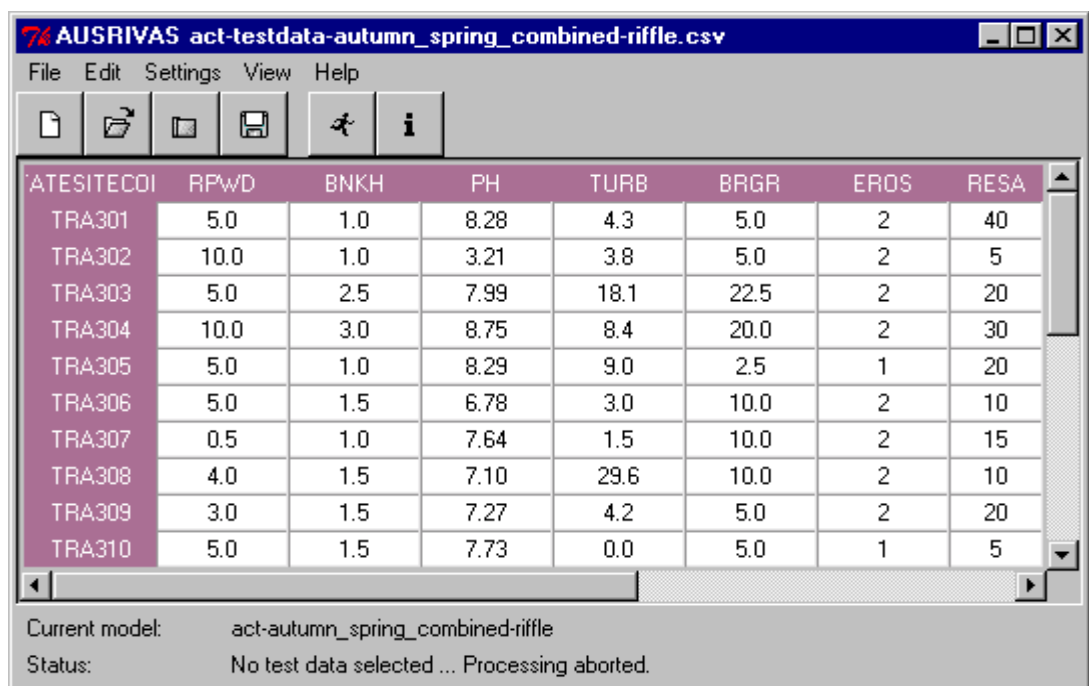 AUSRIVAS act-testdata-autumn_spring_combined-riffle.csv
File Edit Settings View Help
i
ATESITECOI RPWD BNKH PH TURB BRGR EROS RESA
TRA301 5.0 1.0 8.28 4.3 5.0 2 40
TRA302 10.0 1.0 3.21 3.8 5.0 2 5
TRA303 5.0 2.5 7.99 18.1 22.5 2 20
TRA304 10.0 3.0 8.75 8.4 20.0 2 30
TRA305 5.0 1.0 8.29 9.0 2.5 1 20
TRA306 5.0 1.5 6.78 3.0 10.0 2 10
TRA307 0.5 1.0 7.64 1.5 10.0 2 15
TRA308 4.0 1.5 7.10 29.6 10.0 2 10
TRA309 3.0 1.5 7.27 4.2 5.0 2 20
TRA310 5.0 1.5 7.73 0.0 5.0 1 5
Current model: act-autumn_spring_combined-riffle
Status: No test data selected ... Processing aborted.